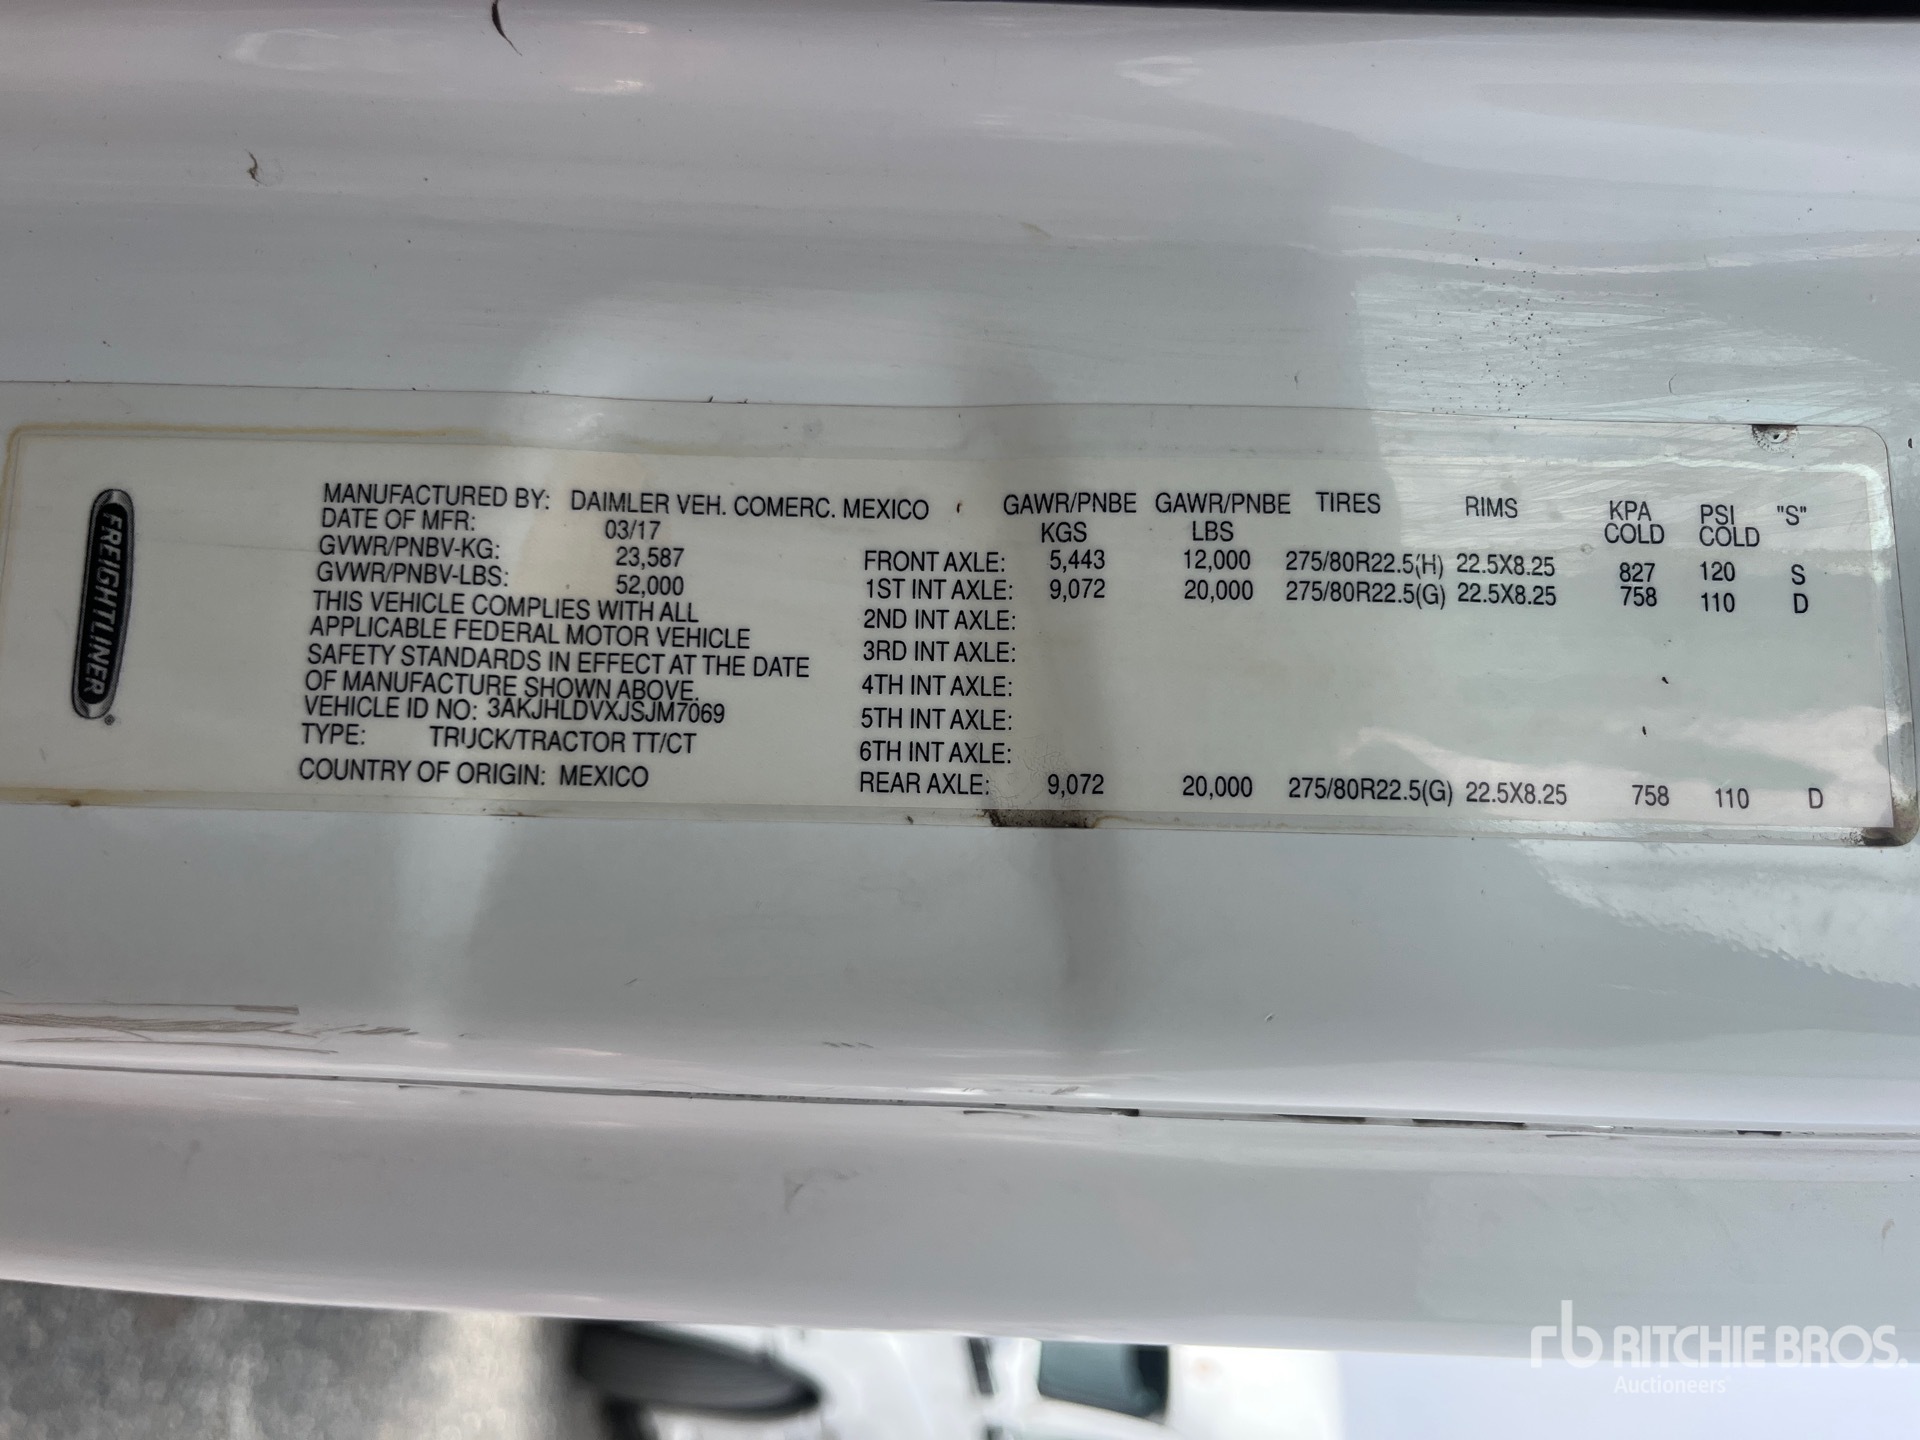 FREIGHTLINER®
MANUFACTURED BY: DAIMLER VEH. COMERC. MEXICO
DATE OF MFR: 03/17
GVWR/PNBV-KG: 23,587
GVWR/PNBV-LBS: 52,000
THIS VEHICLE COMPLIES WITH ALL
APPLICABLE FEDERAL MOTOR VEHICLE
SAFETY STANDARDS IN EFFECT AT THE DATE
OF MANUFACTURE SHOWN ABOVE.
VEHICLE ID NO: 3AKJHLDVXJSJM7069
TYPE: TRUCK/TRACTOR TT/CT
COUNTRY OF ORIGIN: MEXICO
GAWR/PNBE GAWR/PNBE TIRES RIMS KPA PSI "S"
KGS LBS COLD COLD
FRONT AXLE: 5,443 12,000 275/80R22.5(H) 22.5X8.25 827 120 S
1ST INT AXLE: 9,072 20,000 275/80R22.5(G) 22.5X8.25 758 110 D
2ND INT AXLE:
3RD INT AXLE:
4TH INT AXLE:
5TH INT AXLE:
6TH INT AXLE:
REAR AXLE: 9,072 20,000 275/80R22.5(G) 22.5X8.25 758 110 D
rb RITCHIE BROS.
Auctioneers